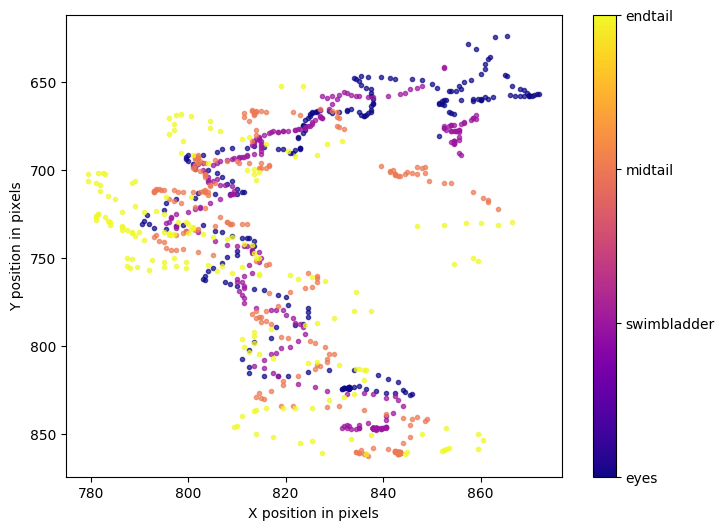 endtail
650
midtail
700
Y position in pixels
750
swimbladder
800
850
eyes
780 800 820 840 860
X position in pixels